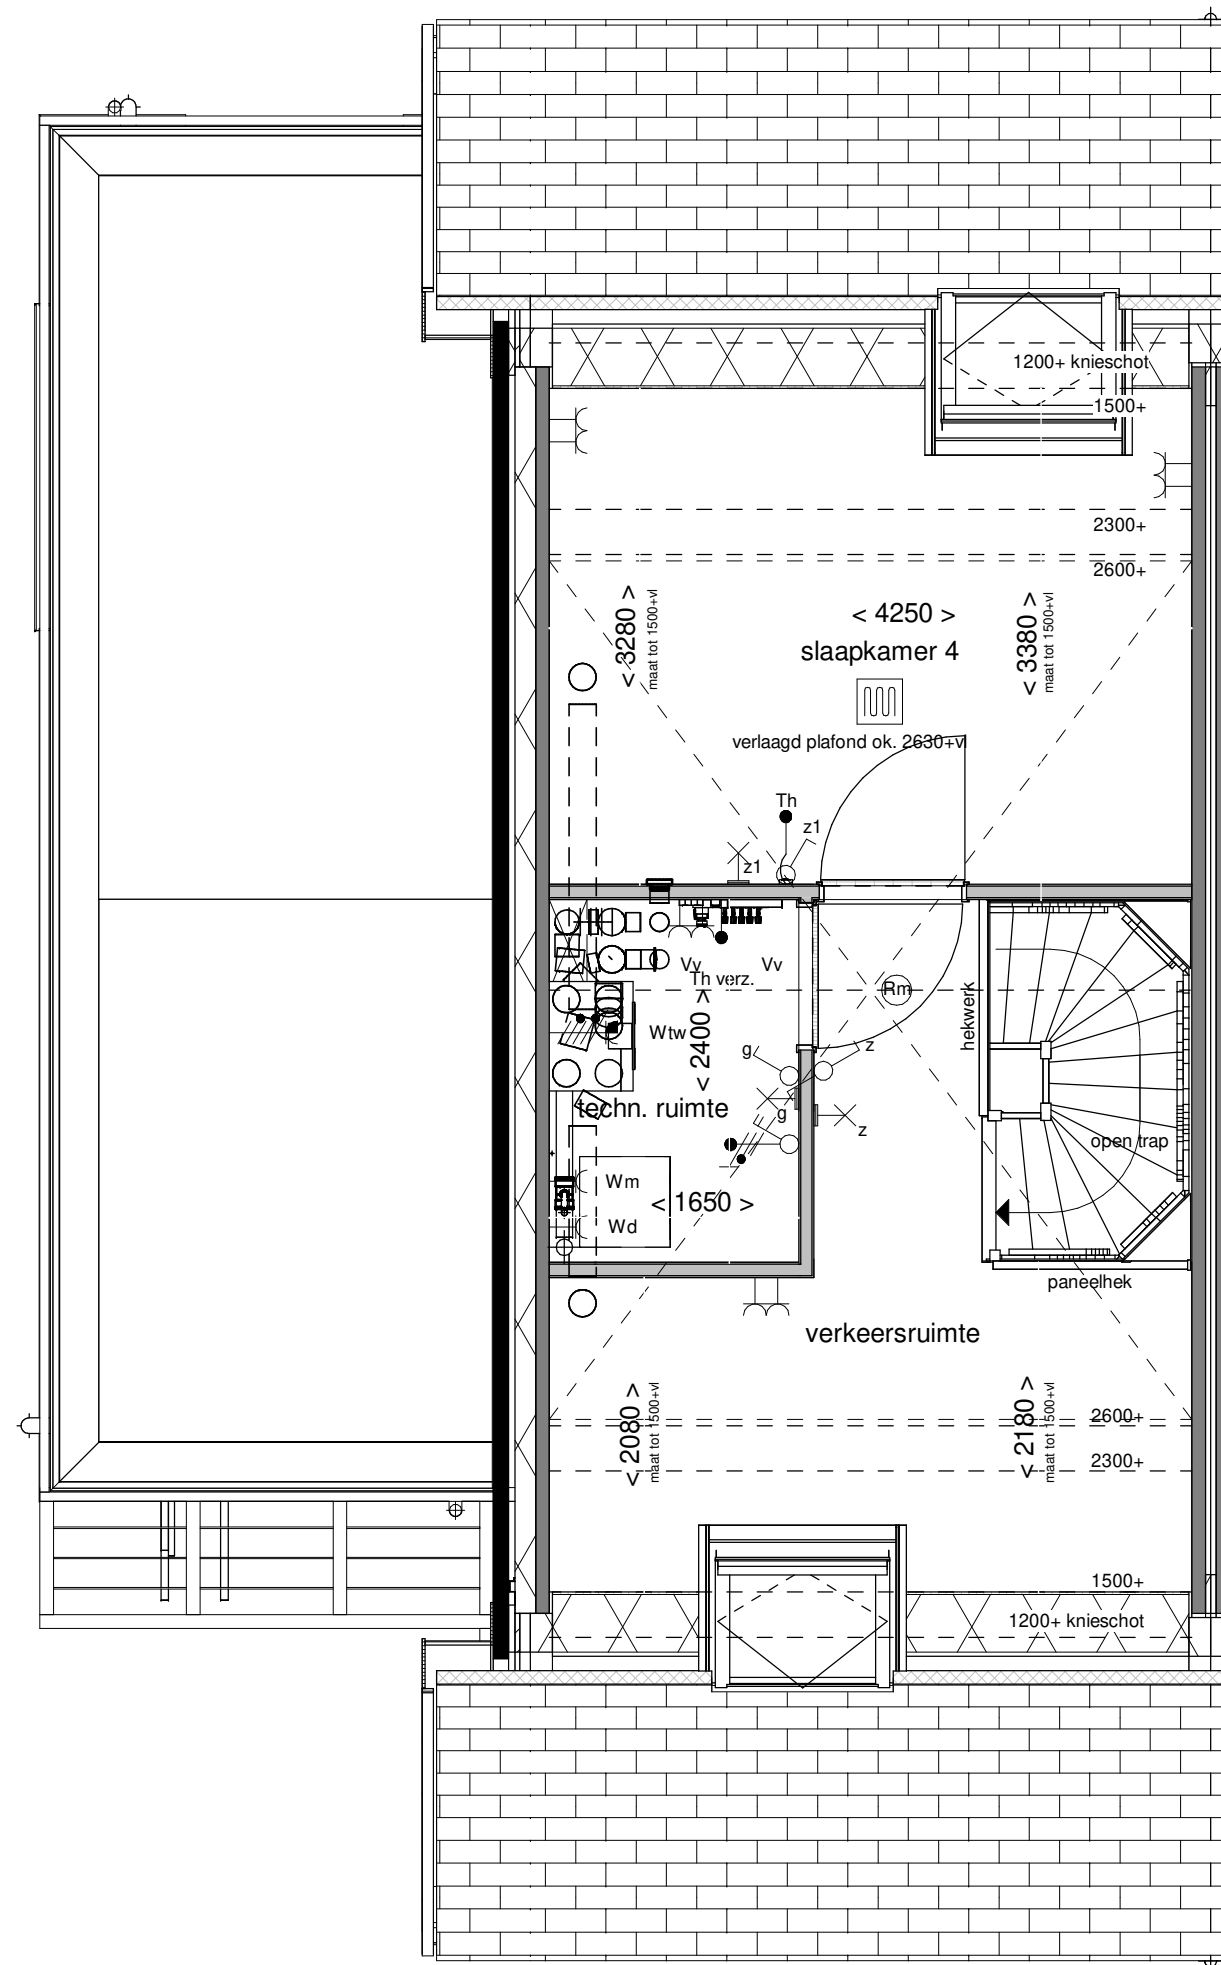 1200+ knieschot
1500+
2300+
2600+
< 3280 >
maat tot 1500+vl
< 4250 >
slaapkamer 4
< 3380 >
maat tot 1500+vl
verlaagd plafond ok. 2630+vl
Th
z1
z1
Vv
Vv
Th verz.
Rm
hekwerk
Wtw
< 2400 >
g
z
techn. ruimte
g
z
open trap
Wm
< 1650 >
Wd
paneelhek
verkeersruimte
< 2080 >
maat tot 1500+vl
< 2180 >
maat tot 1500+vl
2600+
2300+
1500+
1200+ knieschot